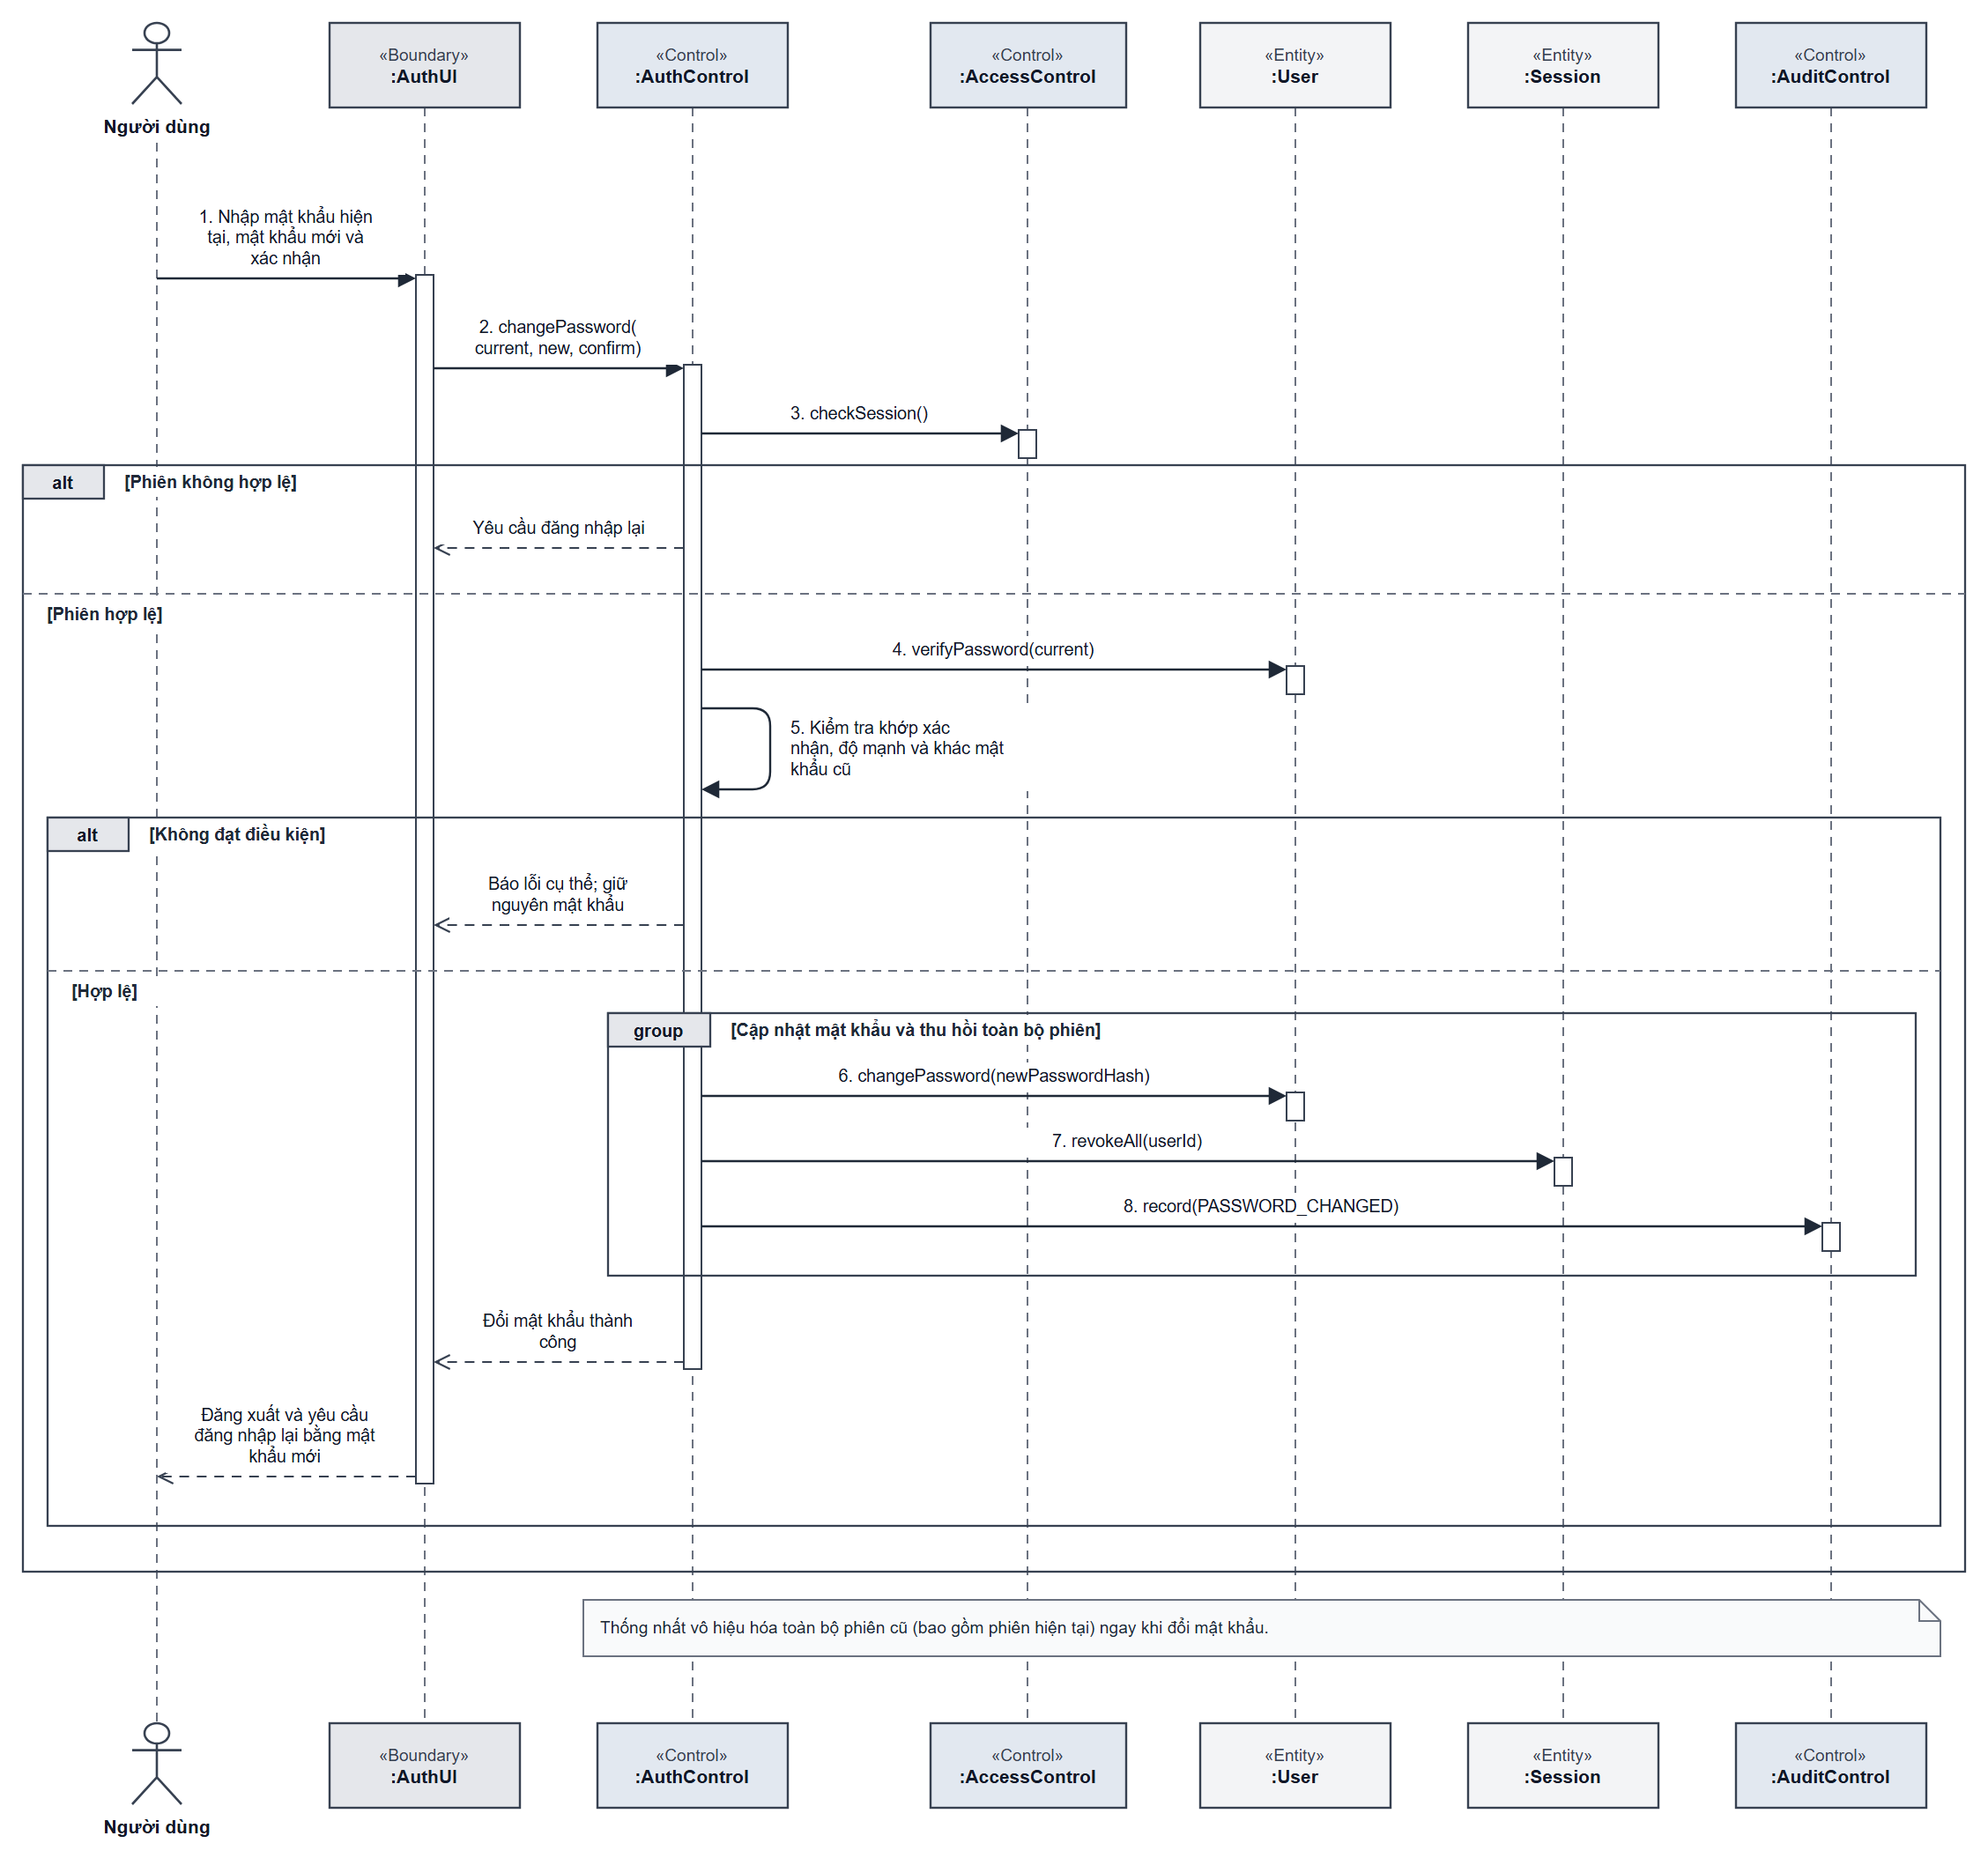 «Boundary»
:AuthUI
«Control»
:AuthControl
«Control»
:AccessControl
«Entity»
:User
«Entity»
:Session
«Control»
:AuditControl
Người dùng
1. Nhập mật khẩu hiện
tại, mật khẩu mới và
xác nhận
2. changePassword(
current, new, confirm)
3. checkSession()
alt
[Phiên không hợp lệ]
Yêu cầu đăng nhập lại
[Phiên hợp lệ]
4. verifyPassword(current)
5. Kiểm tra khớp xác
nhận, độ mạnh và khác mật
khẩu cũ
alt
[Không đạt điều kiện]
Báo lỗi cụ thể; giữ
nguyên mật khẩu
[Hợp lệ]
group
[Cập nhật mật khẩu và thu hồi toàn bộ phiên]
6. changePassword(newPasswordHash)
7. revokeAll(userId)
8. record(PASSWORD_CHANGED)
Đổi mật khẩu thành
công
Đăng xuất và yêu cầu
đăng nhập lại bằng mật
khẩu mới
Thống nhất vô hiệu hóa toàn bộ phiên cũ (bao gồm phiên hiện tại) ngay khi đổi mật khẩu.
«Boundary»
:AuthUI
«Control»
:AuthControl
«Control»
:AccessControl
«Entity»
:User
«Entity»
:Session
«Control»
:AuditControl
Người dùng